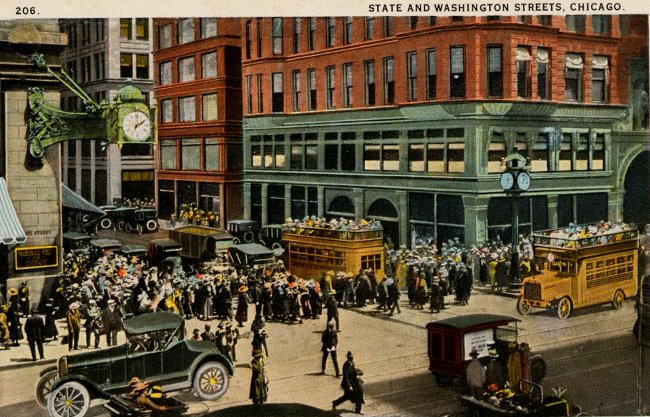 206.
STATE AND WASHINGTON STREETS, CHICAGO.